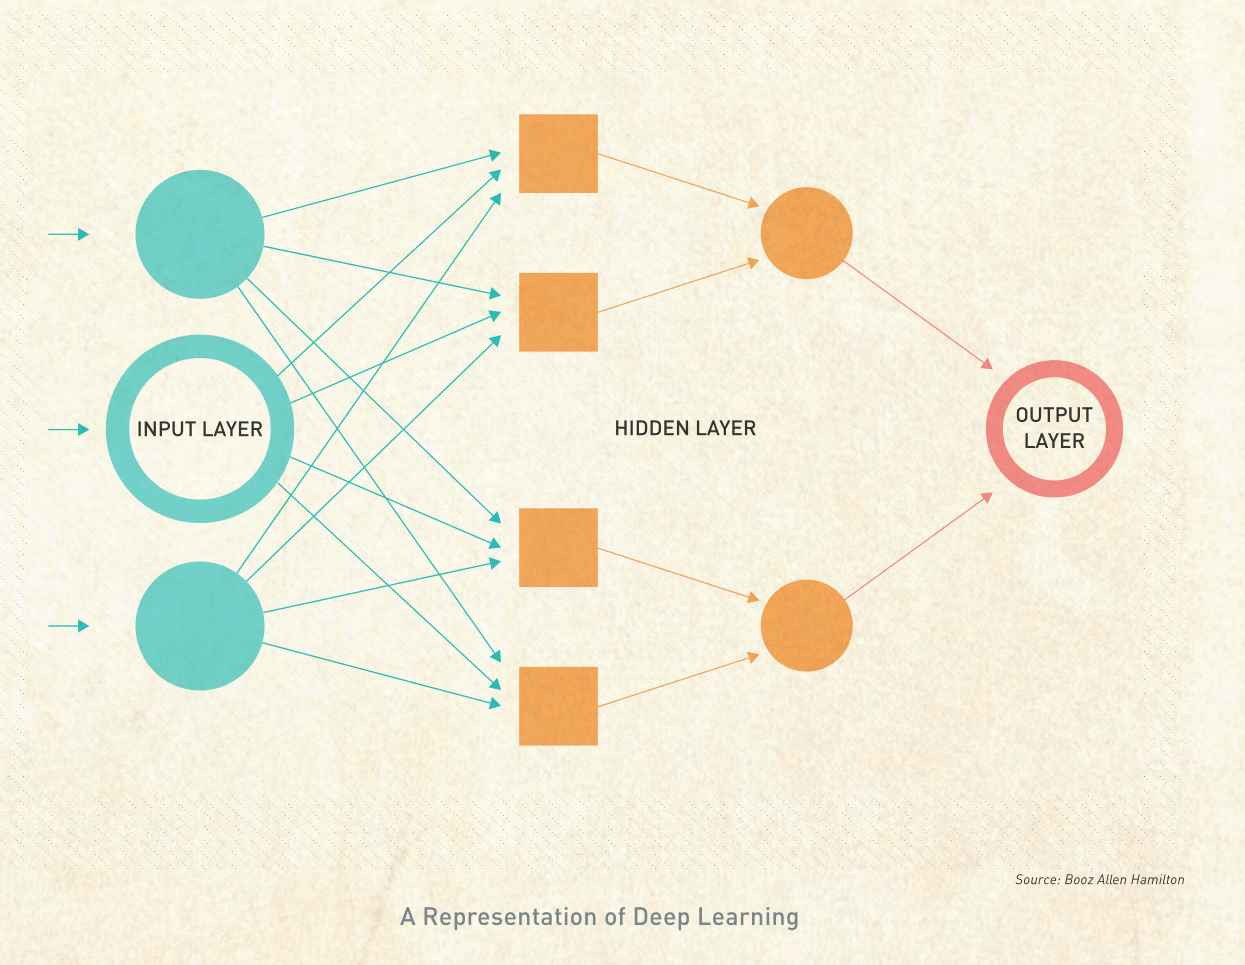 INPUT LAYER
HIDDEN LAYER
OUTPUT
LAYER
Source: Booz Allen Hamilton
A Representation of Deep Learning